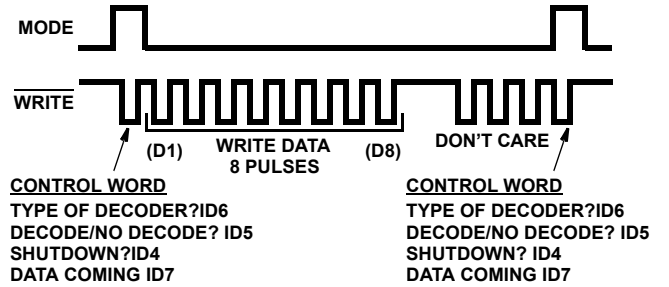 MODE
WRITE
(D1)
WRITE DATA
8 PULSES
(D8)
DON'T CARE
CONTROL WORD
TYPE OF DECODER?ID6
DECODE/NO DECODE? ID5
SHUTDOWN?ID4
DATA COMING ID7
CONTROL WORD
TYPE OF DECODER?ID6
DECODE/NO DECODE? ID5
SHUTDOWN? ID4
DATA COMING ID7